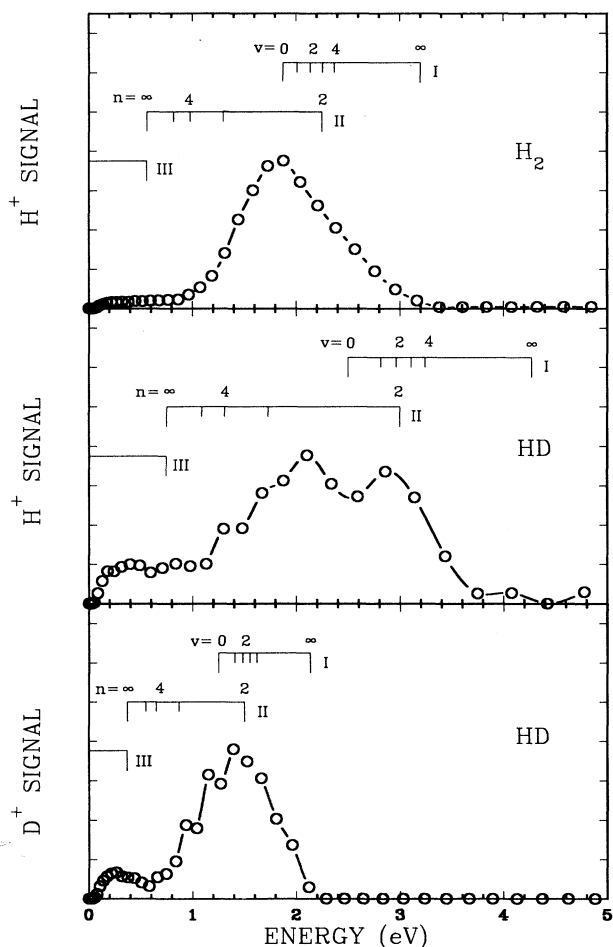 v= 0 2 4 ∞
I
n= ∞ 4 2
II
III
H₂
H⁺ SIGNAL
v= 0 2 4 ∞
I
n= ∞ 4 2
II
III
HD
H⁺ SIGNAL
v= 0 2 ∞
I
n= ∞ 4 2
II
III
HD
D⁺ SIGNAL
0 1 2 3 4 5
ENERGY (eV)